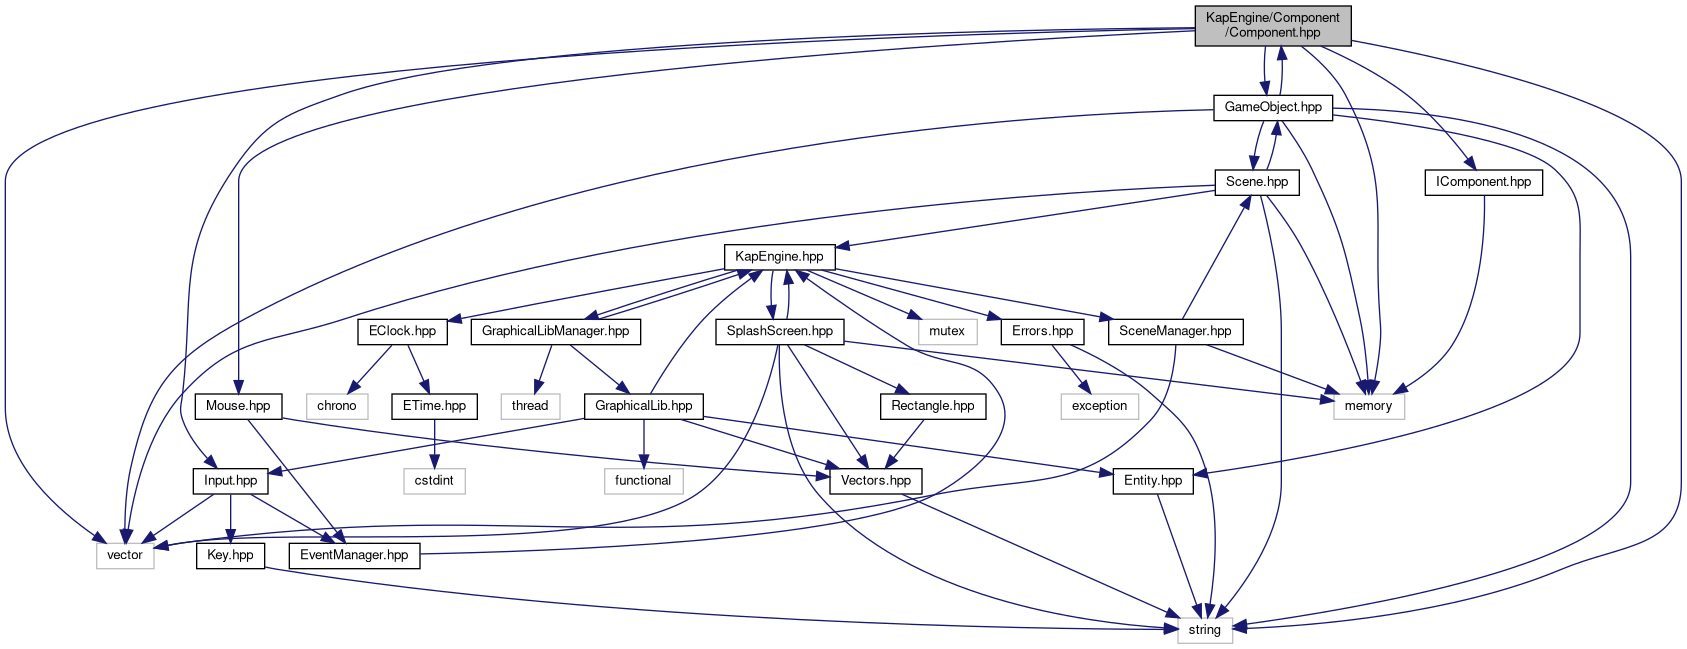 KapEngine/Component
/Component.hpp
GameObject.hpp
Scene.hpp
IComponent.hpp
KapEngine.hpp
EClock.hpp
GraphicalLibManager.hpp
SplashScreen.hpp
mutex
Errors.hpp
SceneManager.hpp
Mouse.hpp
chrono
ETime.hpp
thread
GraphicalLib.hpp
Rectangle.hpp
exception
memory
Input.hpp
cstdint
functional
Vectors.hpp
Entity.hpp
vector
Key.hpp
EventManager.hpp
string